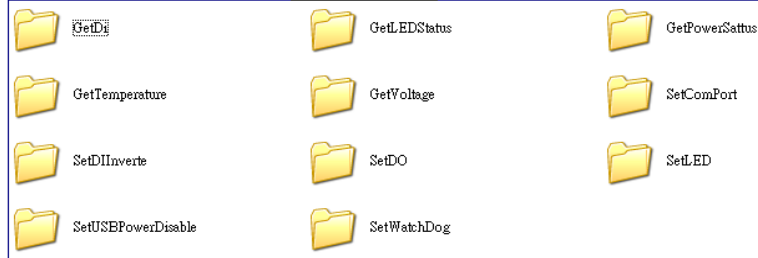 GetDi
GetLEDStatus
GetPowerSattus
GetTemperature
GetVoltage
SetComPort
SetDIInverte
SetDO
SetLED
SetUSBPowerDisable
SetWatchDog